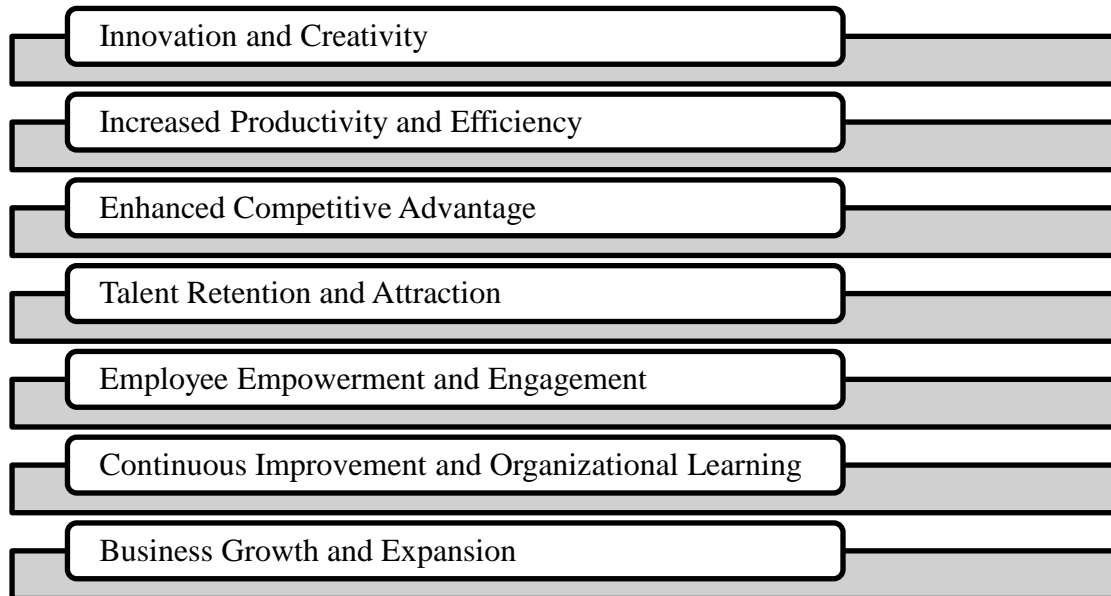 Innovation and Creativity
Increased Productivity and Efficiency
Enhanced Competitive Advantage
Talent Retention and Attraction
Employee Empowerment and Engagement
Continuous Improvement and Organizational Learning
Business Growth and Expansion